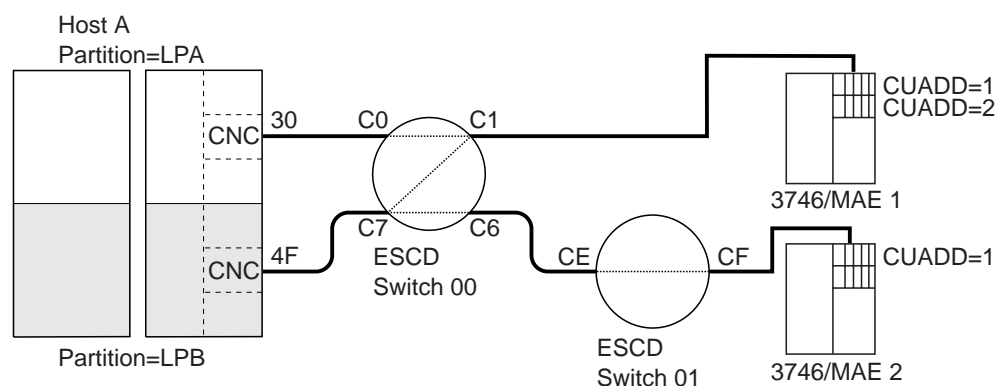 Host A
Partition=LPA
CNC
30
C0
C1
CUADD=1
CUADD=2
3746/MAE 1
CNC
4F
C7
C6
ESCD
Switch 00
CE
CF
CUADD=1
ESCD
Switch 01
3746/MAE 2
Partition=LPB